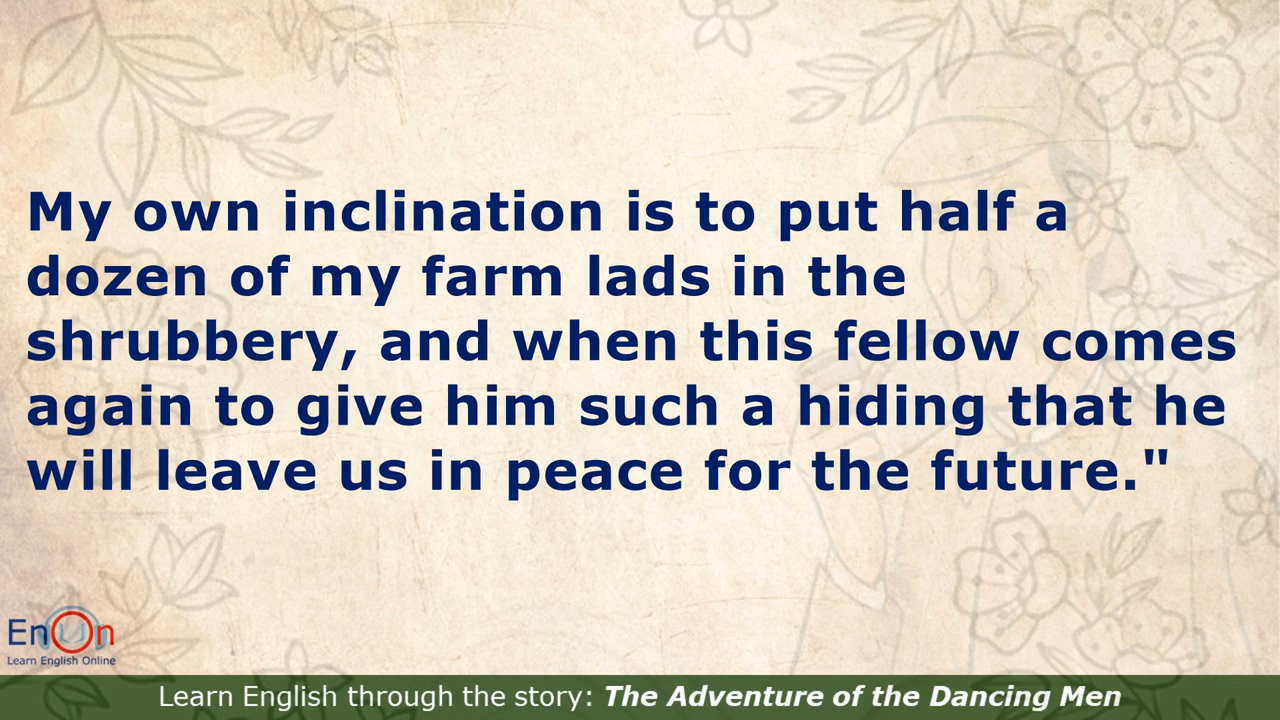 My own inclination is to put half a
dozen of my farm lads in the
shrubbery, and when this fellow comes
again to give him such a hiding that he
will leave us in peace for the future."
EnOn
Learn English Online
Learn English through the story: The Adventure of the Dancing Men